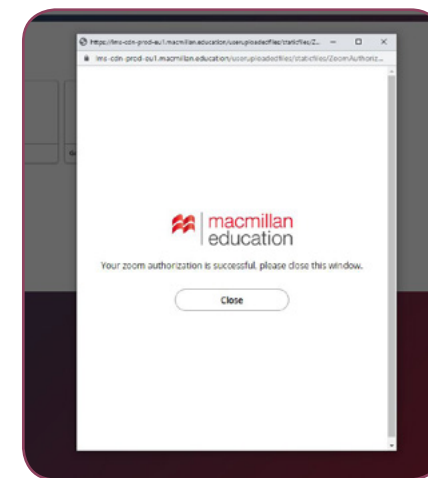 https://lms-cdn-prod-eu1.macmillan.education/useruploadedfiles/staticfiles/Z...
lms-cdn-prod-eu1.macmillan.education/useruploadedfiles/staticfiles/ZoomAuthoriz...
macmillan
education
Your zoom authorization is successful, please close this window.
Close